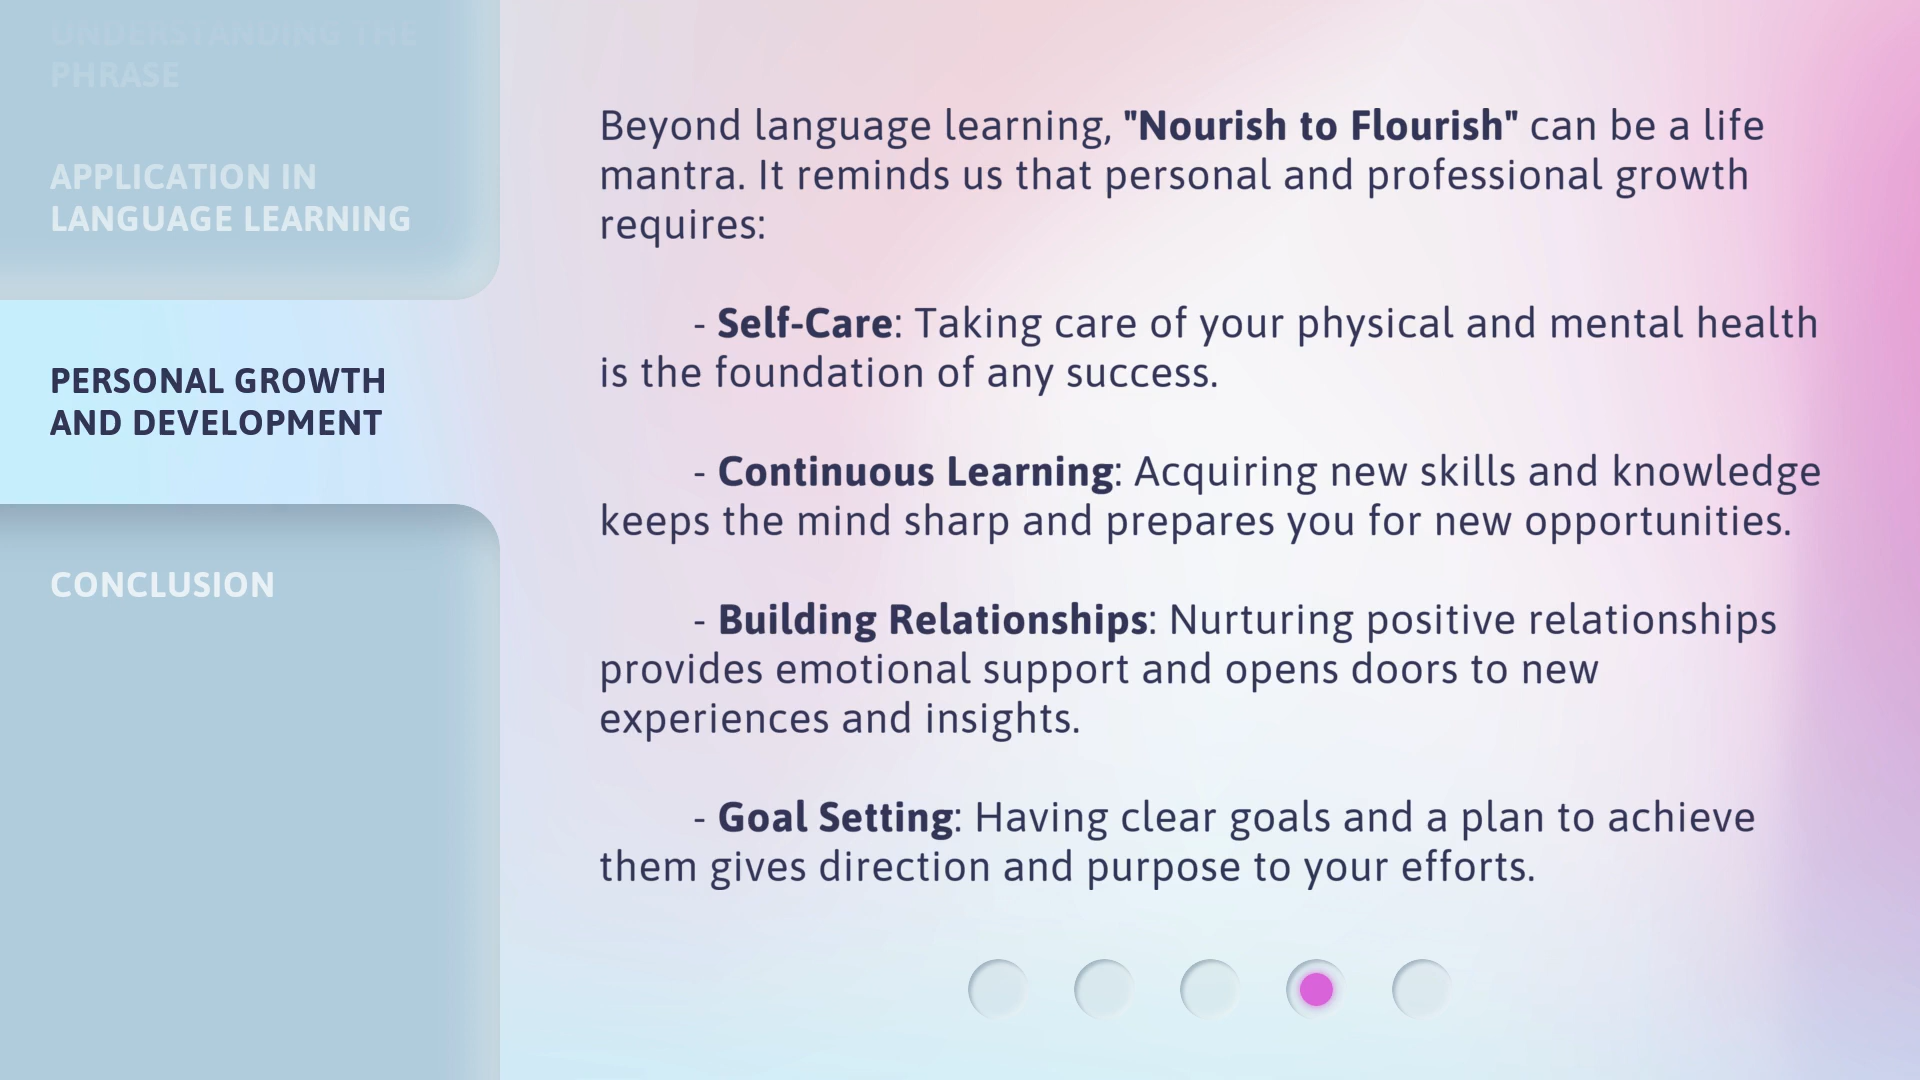 UNDERSTANDING THE
PHRASE
APPLICATION IN
LANGUAGE LEARNING
PERSONAL GROWTH
AND DEVELOPMENT
CONCLUSION
Beyond language learning, "Nourish to Flourish" can be a life
mantra. It reminds us that personal and professional growth
requires:
- Self-Care: Taking care of your physical and mental health
is the foundation of any success.
- Continuous Learning: Acquiring new skills and knowledge
keeps the mind sharp and prepares you for new opportunities.
- Building Relationships: Nurturing positive relationships
provides emotional support and opens doors to new
experiences and insights.
- Goal Setting: Having clear goals and a plan to achieve
them gives direction and purpose to your efforts.